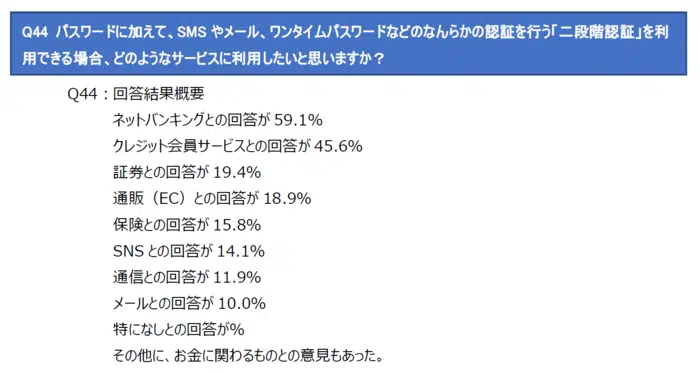 Q44 パスワードに加えて、SMS やメール、ワンタイムパスワードなどのなんらかの認証を行う「二段階認証」を利
用できる場合、どのようなサービスに利用したいと思いますか？
Q44：回答結果概要
ネットバンキングとの回答が 59.1%
クレジット会員サービスとの回答が 45.6%
証券との回答が 19.4%
通販（EC）との回答が 18.9%
保険との回答が 15.8%
SNS との回答が 14.1%
通信との回答が 11.9%
メールとの回答が 10.0%
特になしとの回答が%
その他に、お金に関わるものとの意見もあった。